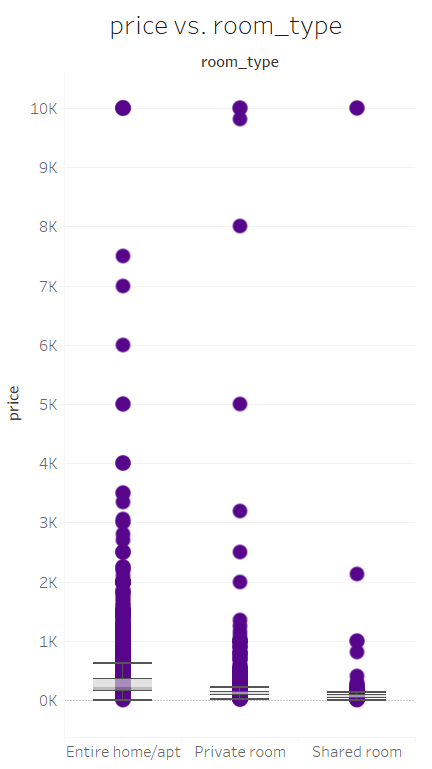 price vs. room_type
room_type
10K
9K
8K
7K
6K
5K
4K
3K
2K
1K
0K
price
Entire home/apt Private room Shared room